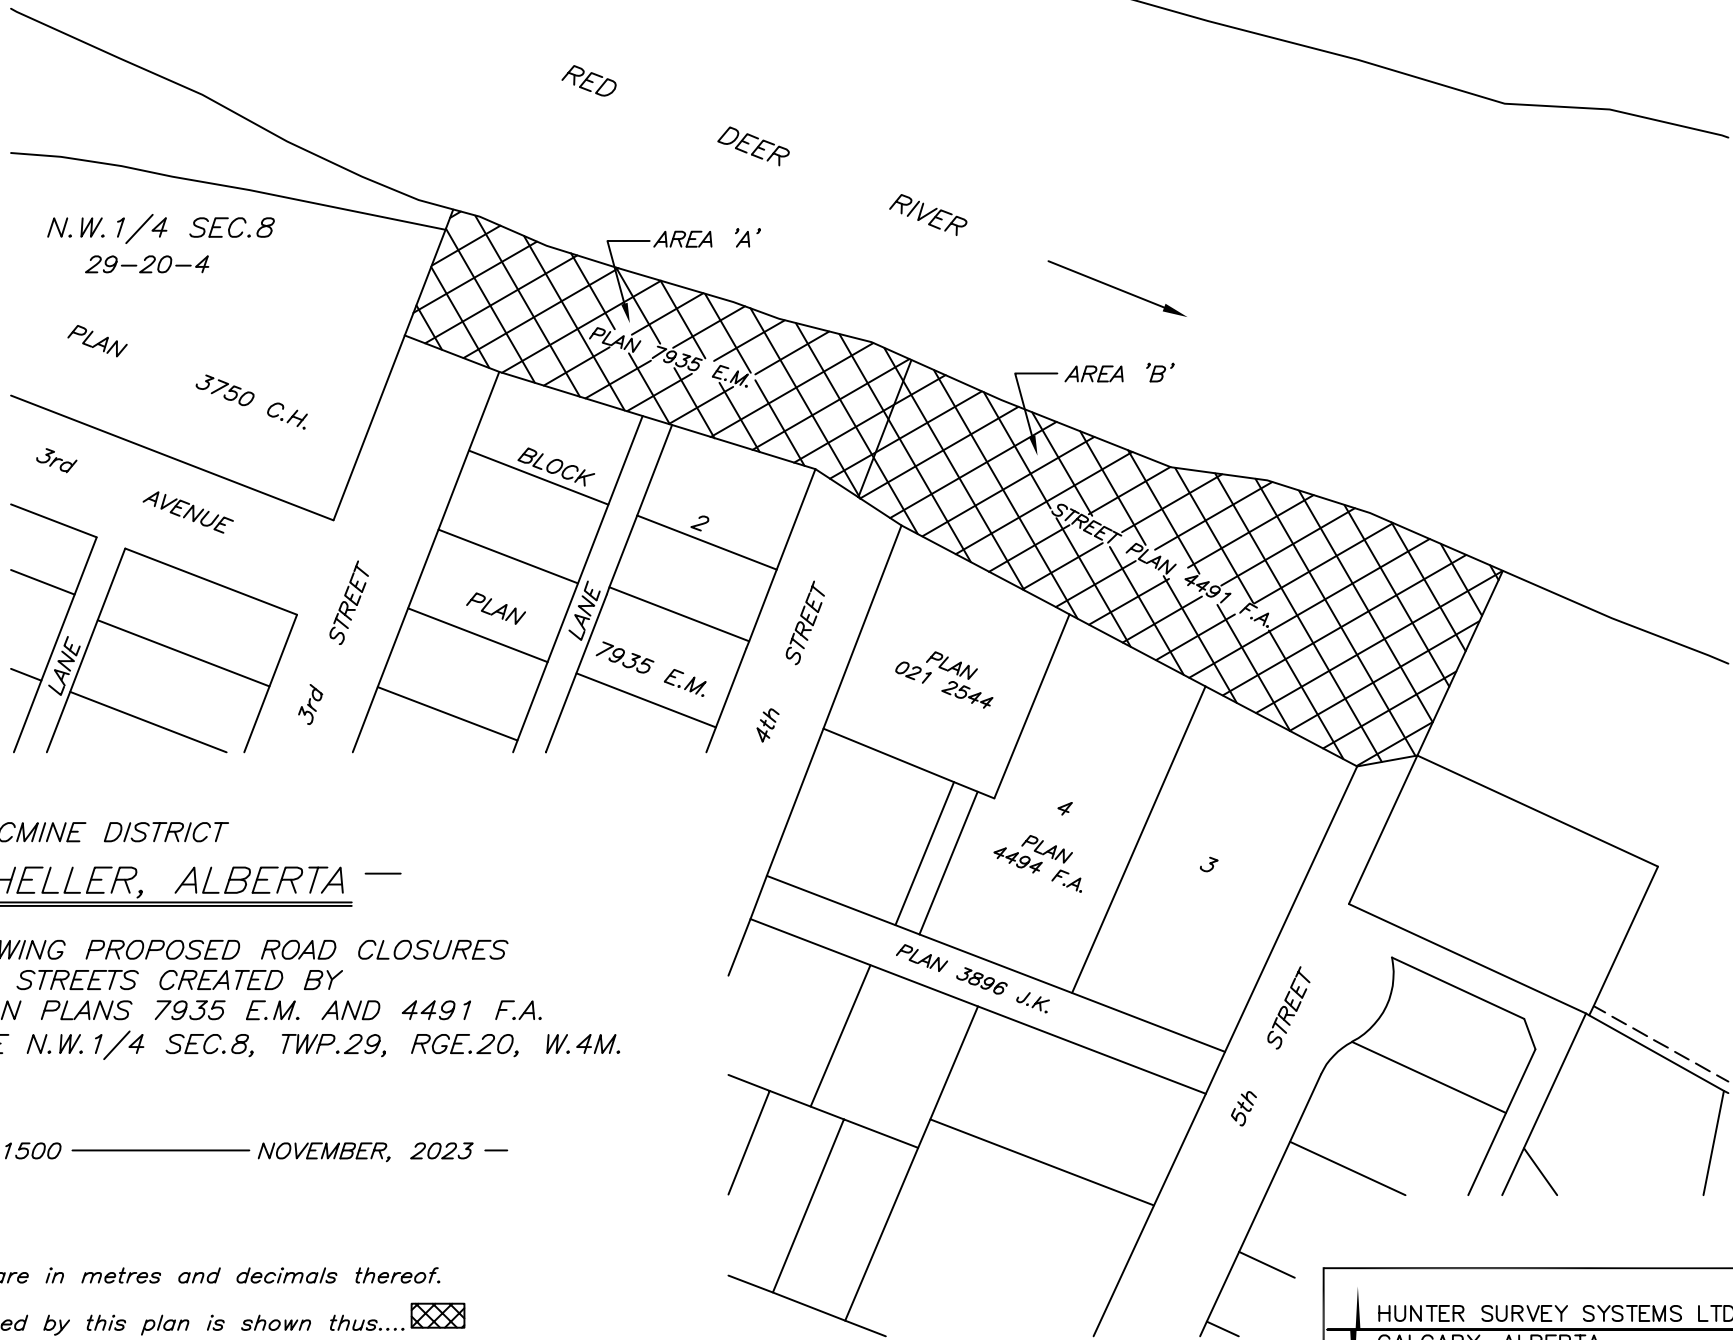 RED
DEER
RIVER
AREA 'A'
N.W.1/4 SEC.8
29-20-4
PLAN
3750 C.H.
PLAN 7935 E.M.
AREA 'B'
3rd
AVENUE
BLOCK
2
STREET PLAN 4491 F.A.
LANE
3rd
STREET
PLAN
LANE
7935 E.M.
4th
STREET
PLAN
021 2544
4
PLAN
4494 F.A.
3
PLAN 3896 J.K.
5th
STREET
CMINE DISTRICT
HELLER, ALBERTA —
WING PROPOSED ROAD CLOSURES
STREETS CREATED BY
N PLANS 7935 E.M. AND 4491 F.A.
E N.W.1/4 SEC.8, TWP.29, RGE.20, W.4M.
1500 — NOVEMBER, 2023 —
are in metres and decimals thereof.
ed by this plan is shown thus....
HUNTER SURVEY SYSTEMS LTD
CALGARY, ALBERTA